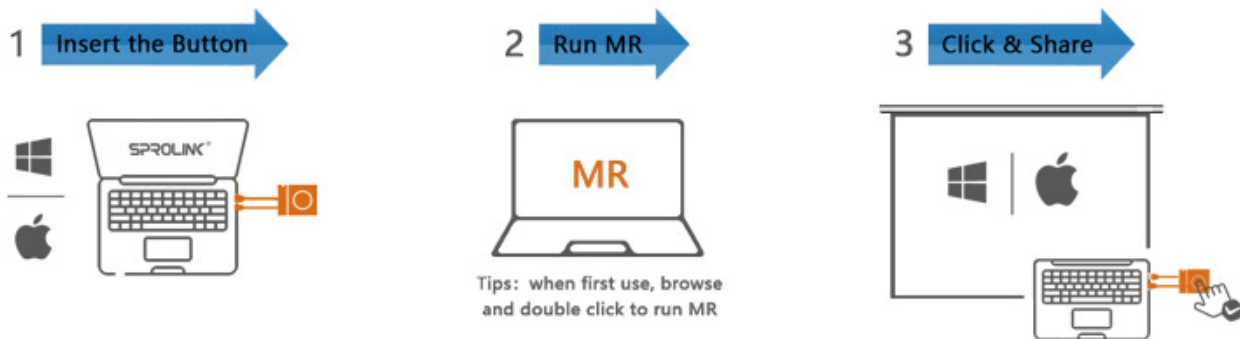 1 Insert the Button
2 Run MR
3 Click & Share
SPROLINK®
MR
Tips: when first use, browse
and double click to run MR